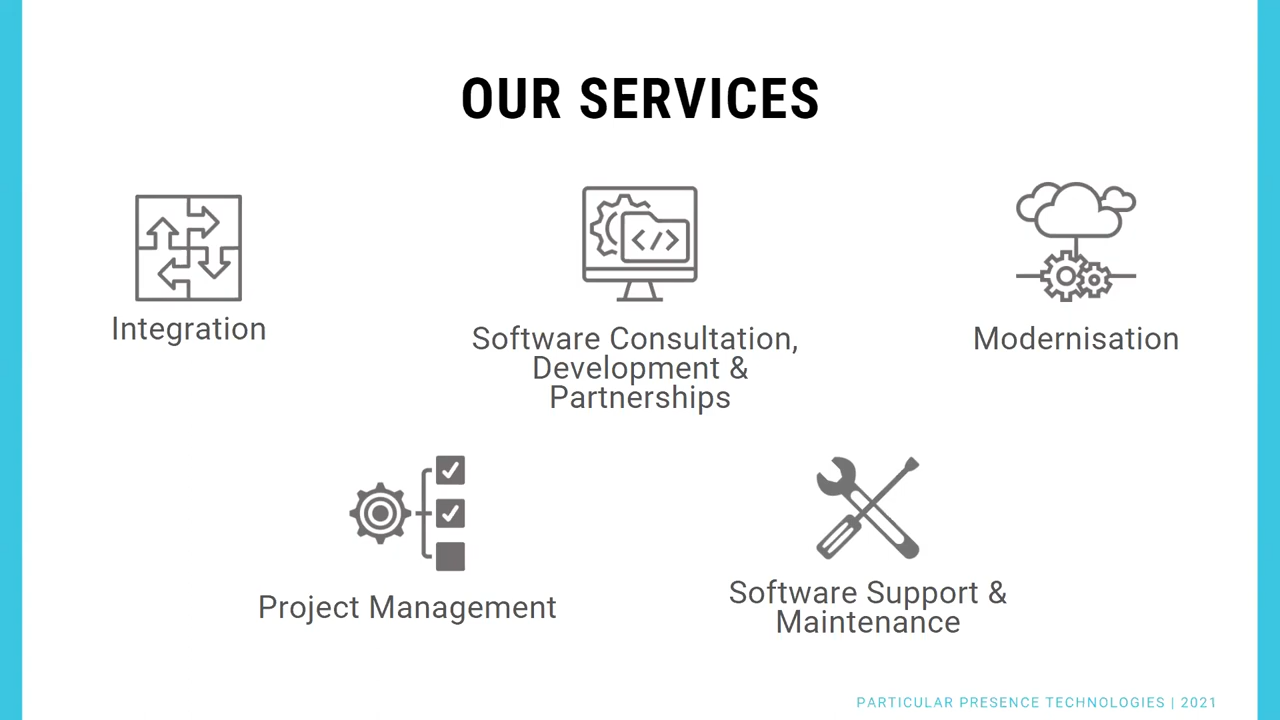 OUR SERVICES
Integration
Software Consultation,
Development &
Partnerships
Modernisation
Project Management
Software Support &
Maintenance
PARTICULAR PRESENCE TECHNOLOGIES | 2021